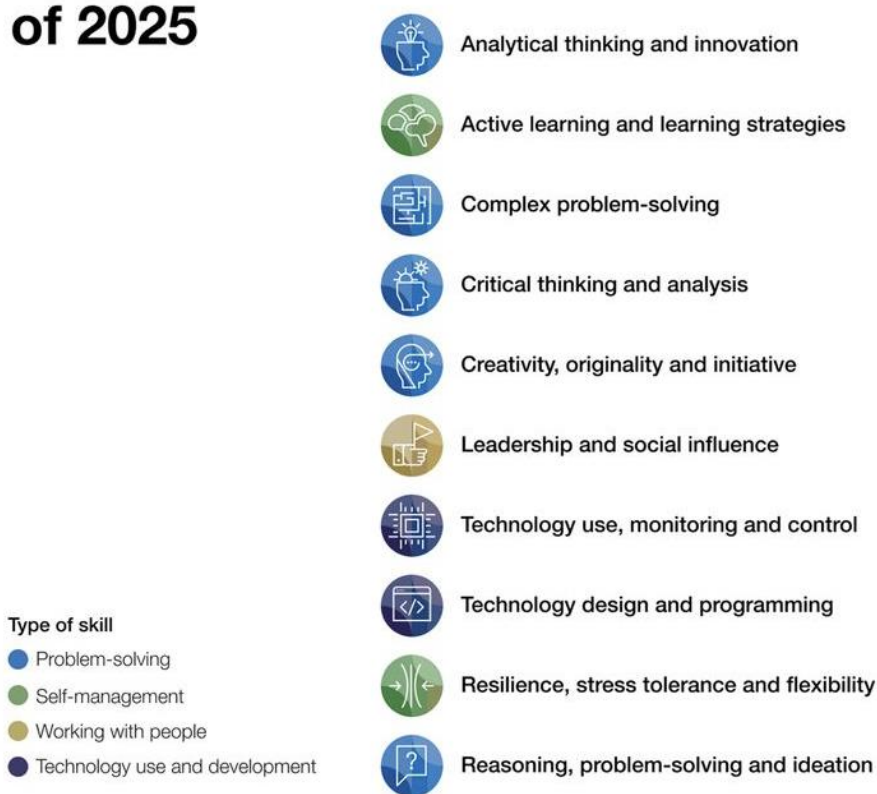 of 2025
Analytical thinking and innovation
Active learning and learning strategies
Complex problem-solving
Critical thinking and analysis
Creativity, originality and initiative
Leadership and social influence
Technology use, monitoring and control
Technology design and programming
Resilience, stress tolerance and flexibility
Reasoning, problem-solving and ideation
Type of skill
Problem-solving
Self-management
Working with people
Technology use and development